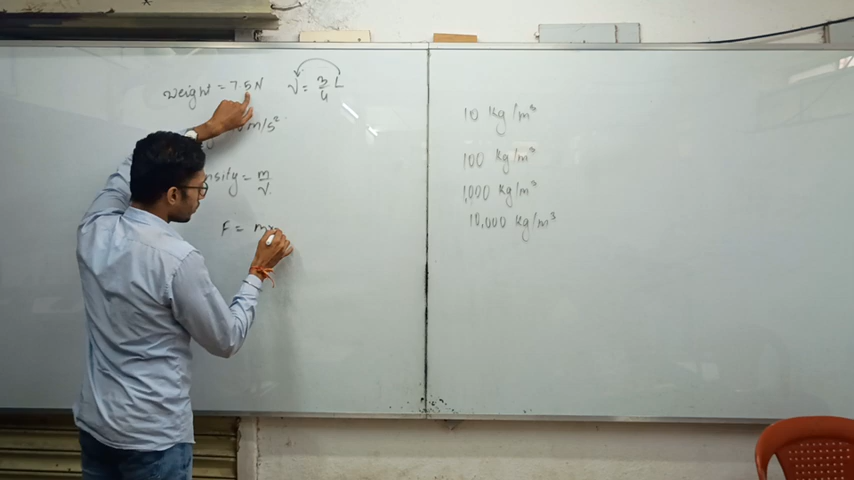 weight = 7.5N
V = 3/4 L
m/s²
sity = m/V
F = m
10 kg/m³
100 kg/m³
1,000 kg/m³
10,000 kg/m³